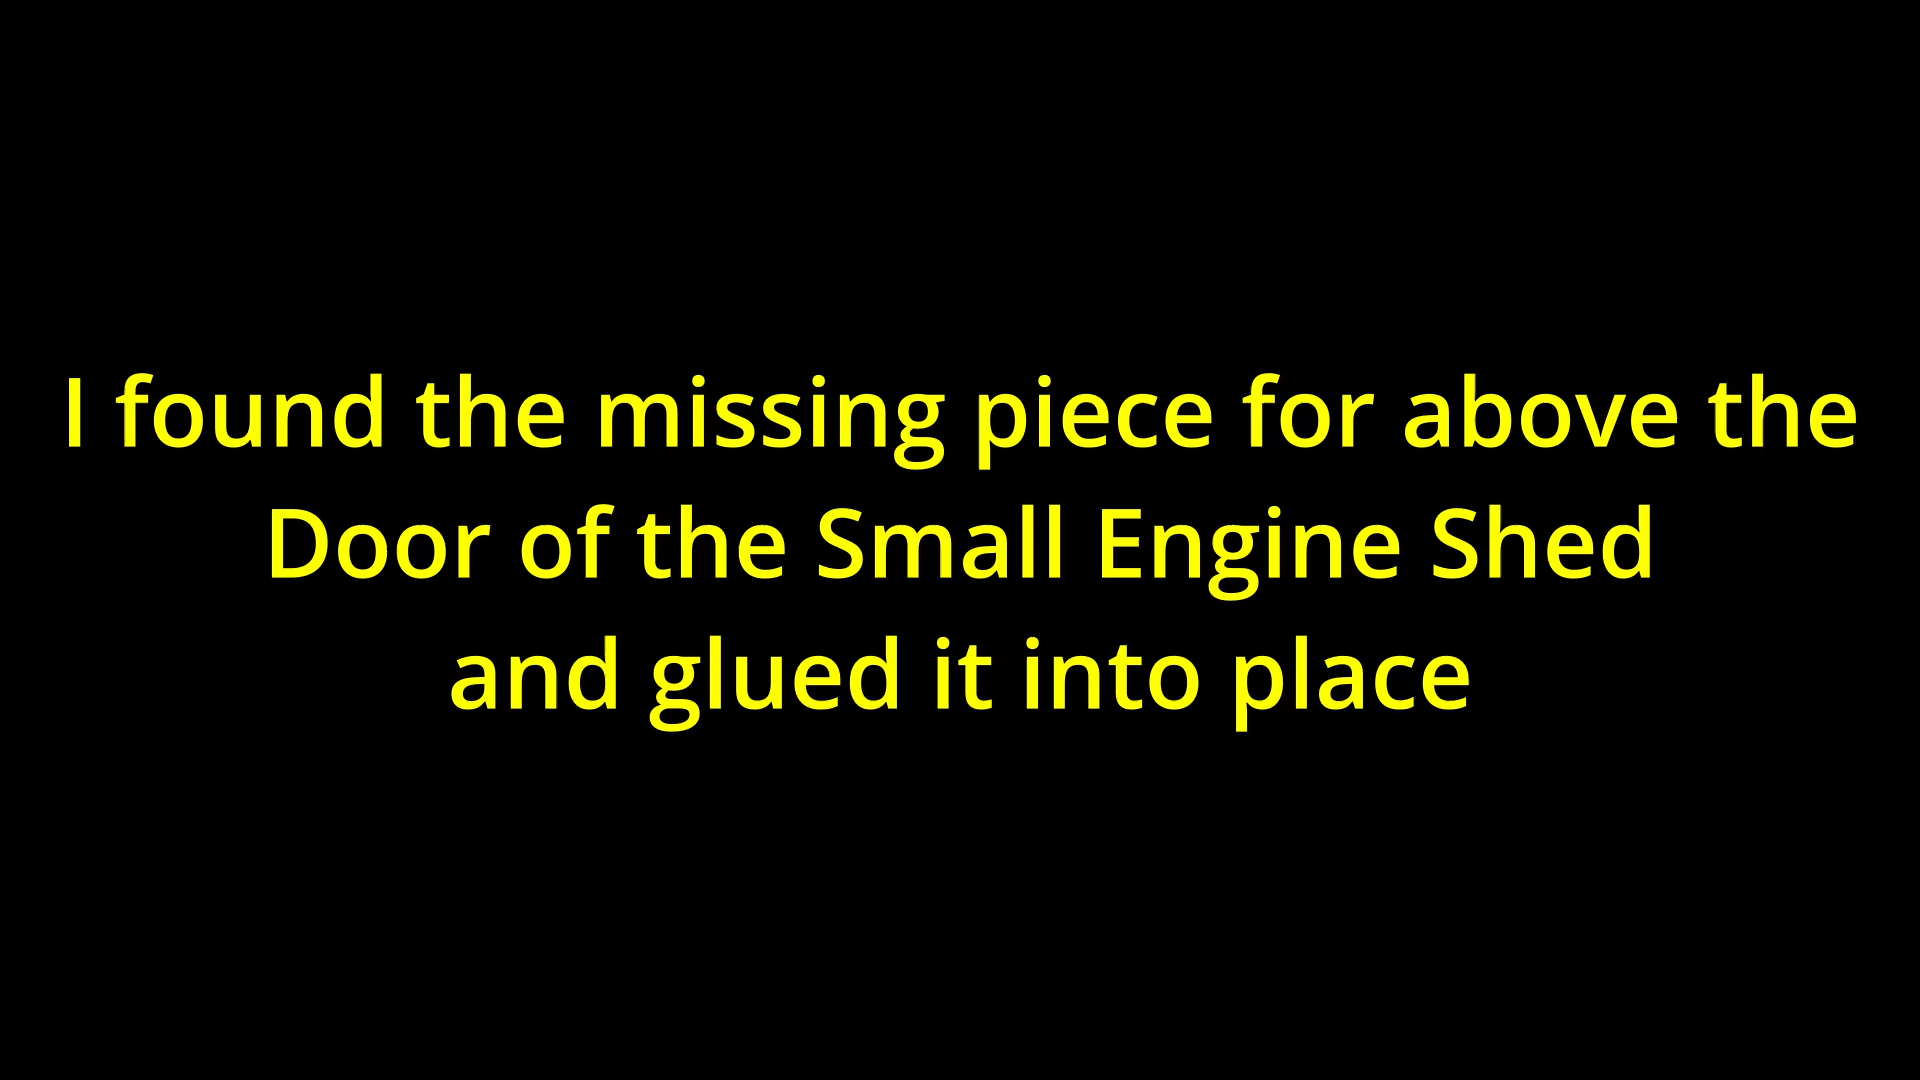 I found the missing piece for above the
Door of the Small Engine Shed
and glued it into place